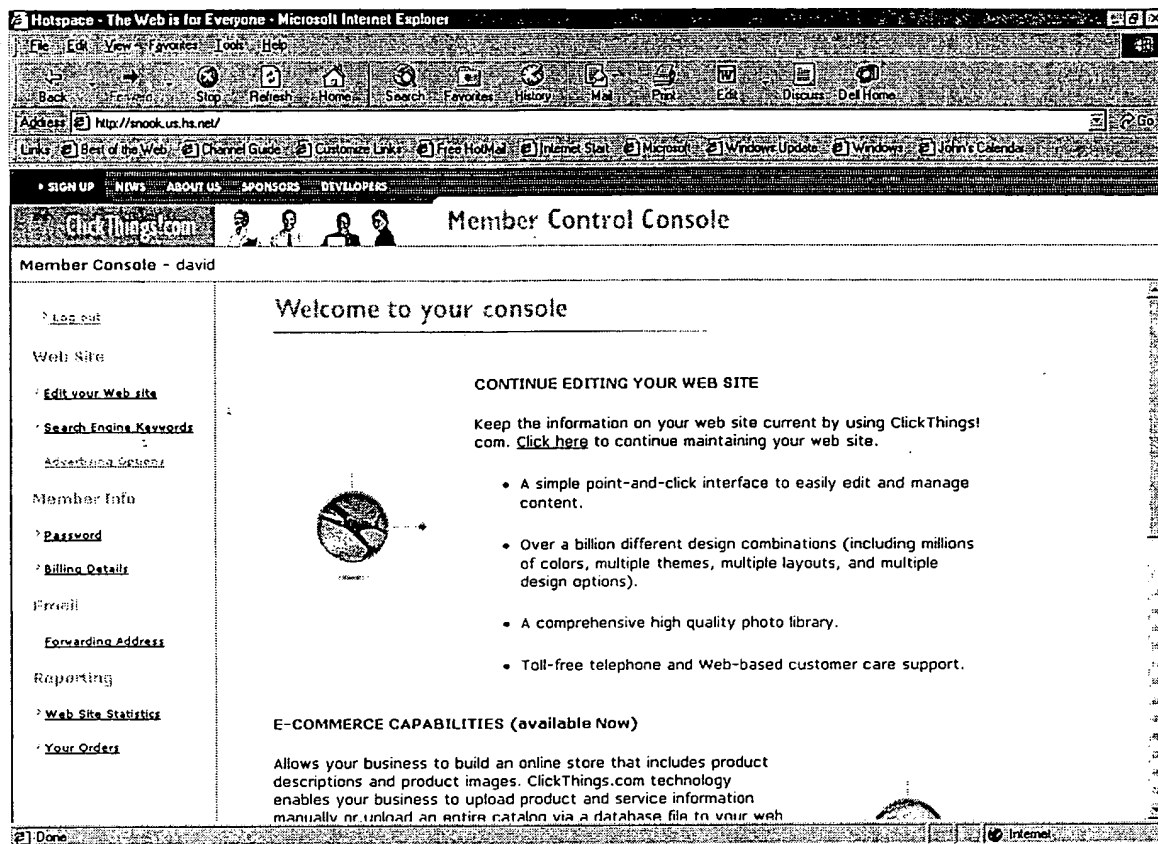 Hotspace - The Web is for Everyone - Microsoft Internet Explorer
File Edit View Favorites Tools Help
Back Forward Stop Refresh Home Search Favorites History Mail Print Edit Discuss Dell Home
Address http://snook.us.hs.net/ Go
Links Best of the Web Channel Guide Customize Links Free HotMail Internet Start Microsoft Windows Update Windows John's Calendar
SIGN UP NEWS ABOUT US SPONSORS DEVELOPERS
ClickThings!com Member Control Console
Member Console - david
Log out
Web Site
Edit your Web site
Search Engine Keywords
Advertising Options
Member Info
Password
Billing Details
Email
Forwarding Address
Reporting
Web Site Statistics
Your Orders
Welcome to your console
CONTINUE EDITING YOUR WEB SITE
Keep the information on your web site current by using ClickThings!
com. Click here to continue maintaining your web site.
• A simple point-and-click interface to easily edit and manage
content.
• Over a billion different design combinations (including millions
of colors, multiple themes, multiple layouts, and multiple
design options).
• A comprehensive high quality photo library.
• Toll-free telephone and Web-based customer care support.
E-COMMERCE CAPABILITIES (available Now)
Allows your business to build an online store that includes product
descriptions and product images. ClickThings.com technology
enables your business to upload product and service information
manually or upload an entire catalog via a database file to your web
Done Internet